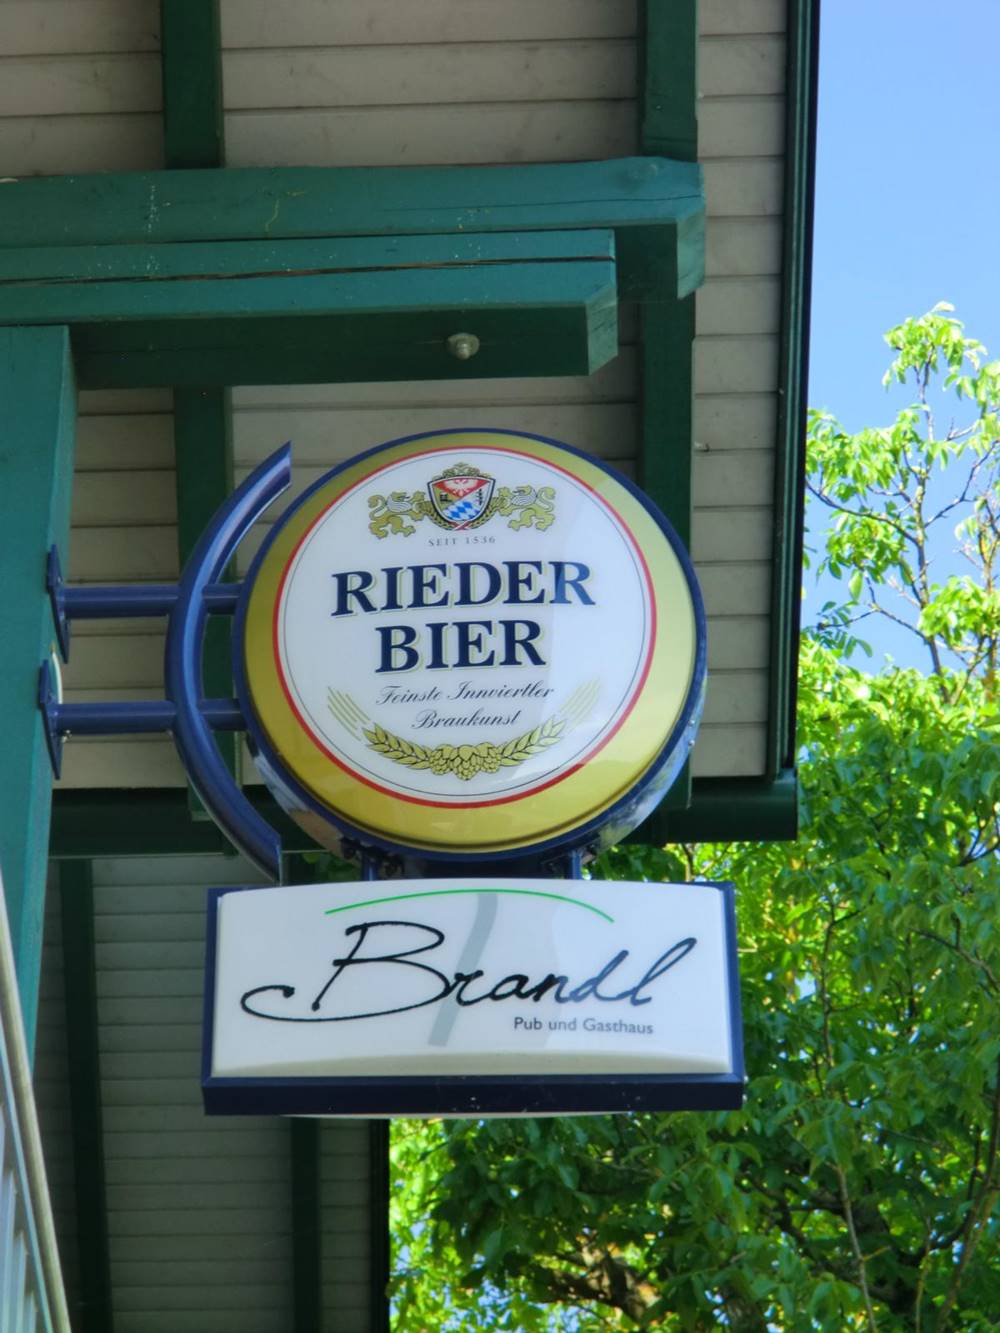 SEIT 1536
RIEDER
BIER
Feinste Innviertler
Braukunst
Brandl
Pub und Gasthaus